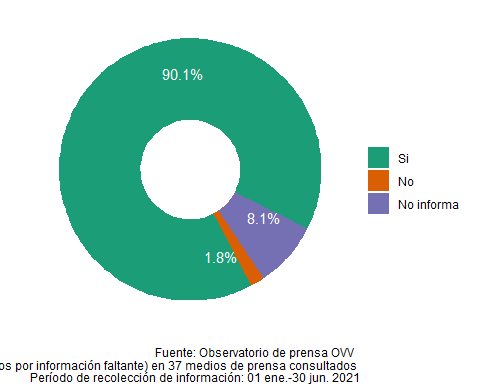 90.1%
Si
No
No informa
8.1%
1.8%
Fuente: Observatorio de prensa OVV
por información faltante) en 37 medios de prensa consultados
Período de recolección de información: 01 ene.-30 jun. 2021